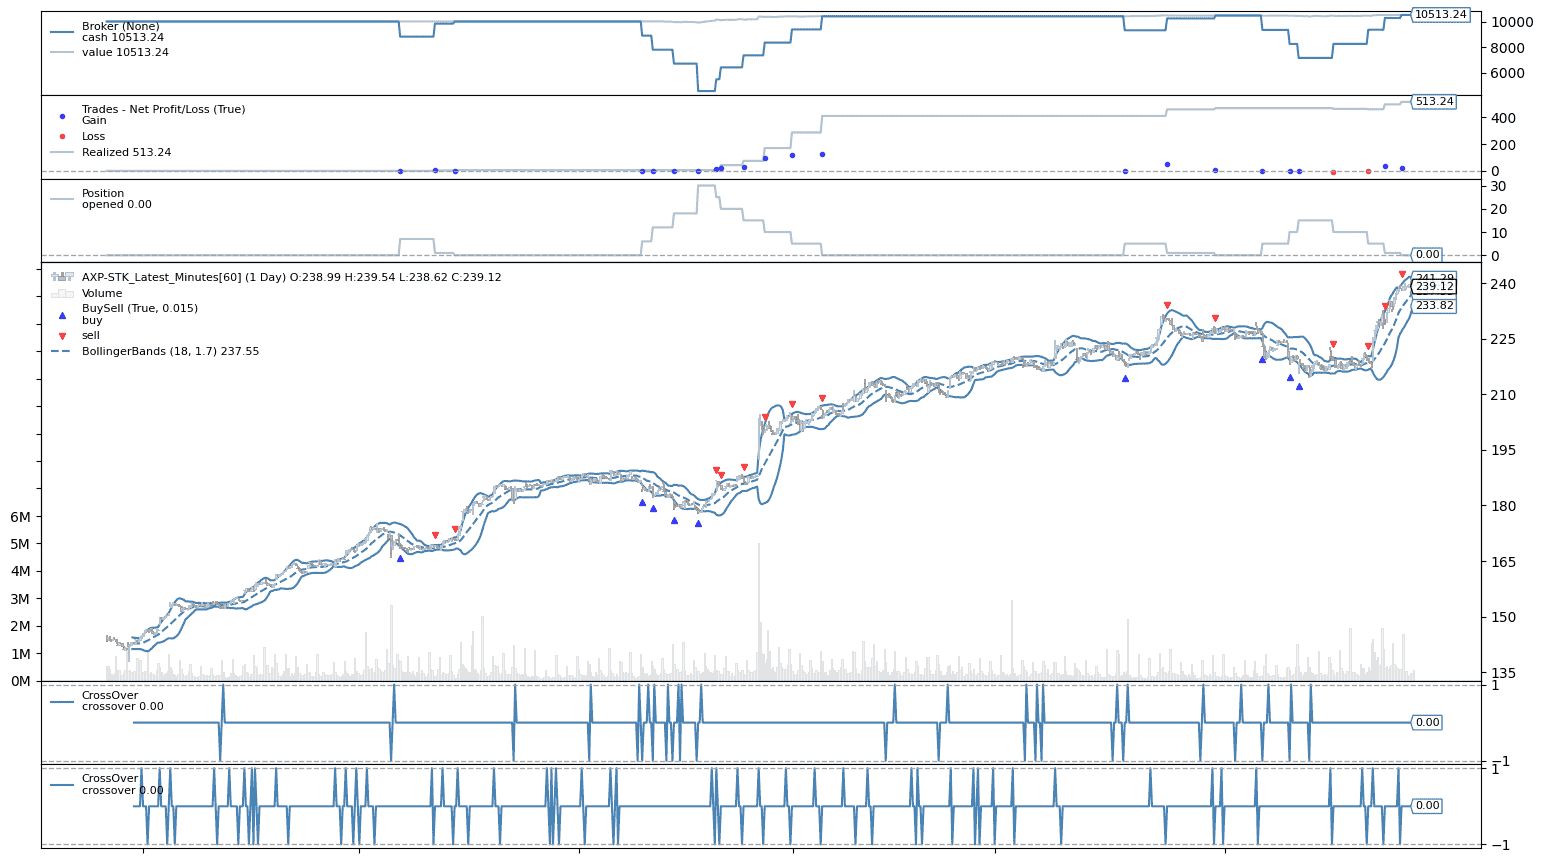 Broker (None)
cash 10513.24
value 10513.24
10513.24
10000
8000
6000
Trades - Net Profit/Loss (True)
Gain
Loss
Realized 513.24
513.24
400
200
0
Position
opened 0.00
30
20
10
0
0.00
AXP-STK_Latest_Minutes[60] (1 Day) O:238.99 H:239.54 L:238.62 C:239.12
Volume
BuySell (True, 0.015)
buy
sell
BollingerBands (18, 1.7) 237.55
241.29
239.12
233.82
240
225
210
195
180
165
150
135
6M
5M
4M
3M
2M
1M
0M
CrossOver
crossover 0.00
1
0.00
−1
CrossOver
crossover 0.00
1
0.00
−1